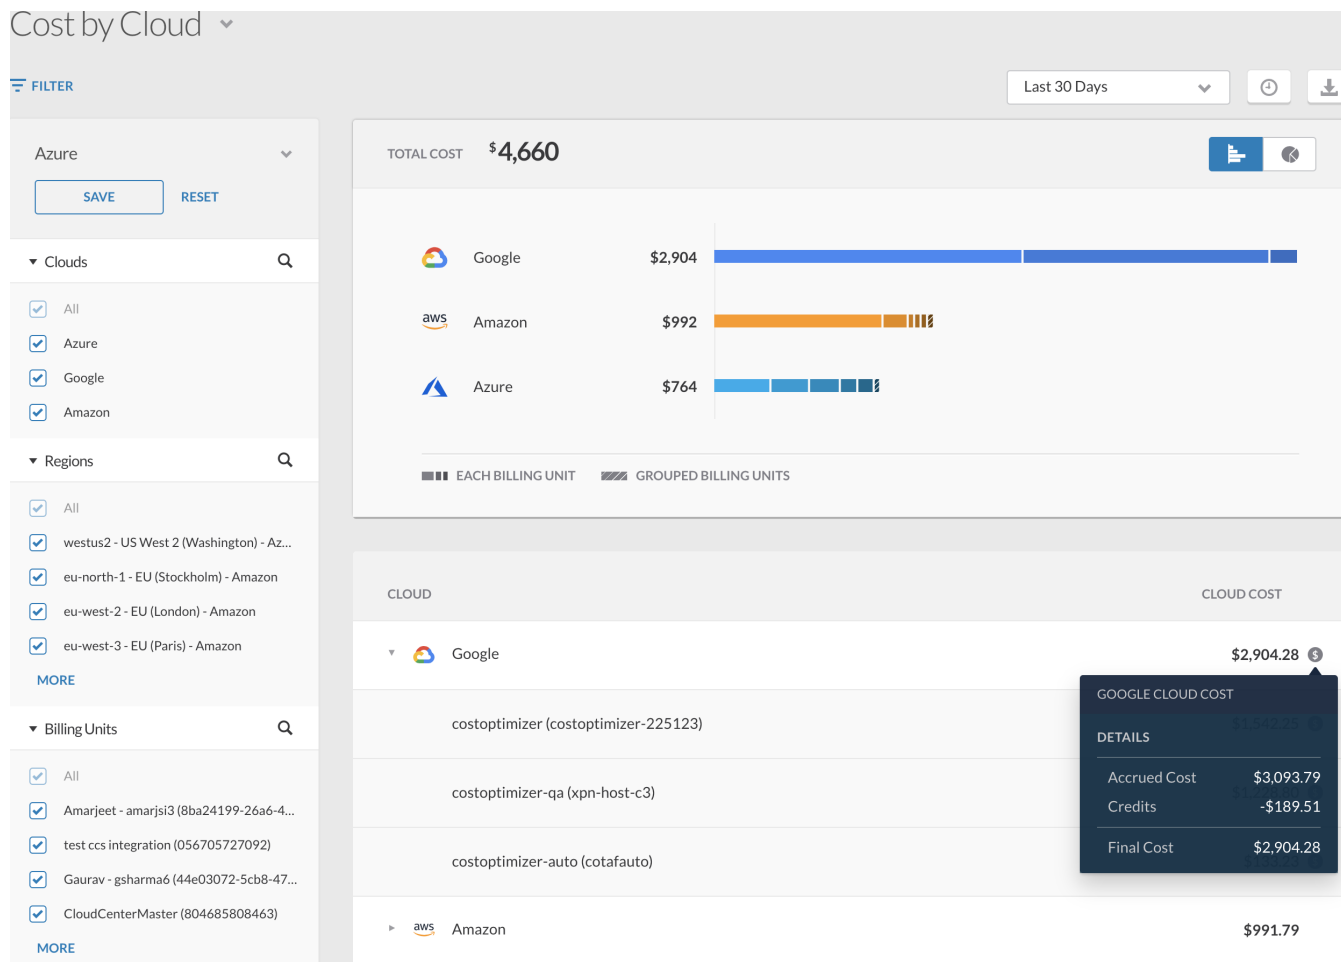 Cost by Cloud
FILTER
Last 30 Days
Azure
SAVE RESET
Clouds
All
Azure
Google
Amazon
Regions
All
westus2 - US West 2 (Washington) - Az...
eu-north-1 - EU (Stockholm) - Amazon
eu-west-2 - EU (London) - Amazon
eu-west-3 - EU (Paris) - Amazon
MORE
Billing Units
All
Amarjeet - amarjsi3 (8ba24199-26a6-4...
test ccs integration (056705727092)
Gaurav - gsharma6 (44e03072-5cb8-47...
CloudCenterMaster (804685808463)
MORE
TOTAL COST $4,660
Google $2,904
aws Amazon $992
Azure $764
EACH BILLING UNIT GROUPED BILLING UNITS
CLOUD CLOUD COST
Google $2,904.28 $
costoptimizer (costoptimizer-225123)
costoptimizer-qa (xpn-host-c3)
costoptimizer-auto (cotafauto)
aws Amazon $991.79
GOOGLE CLOUD COST
$1,542.25
DETAILS
Accrued Cost $3,093.79
Credits -$189.51
Final Cost $2,904.28